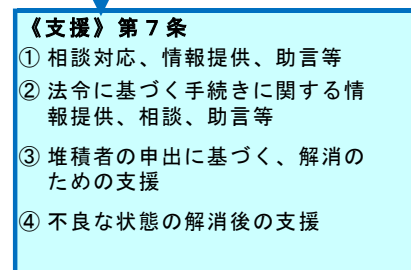 《支援》第７条
① 相談対応、情報提供、助言等
② 法令に基づく手続きに関する情
報提供、相談、助言等
③ 堆積者の申出に基づく、解消の
ための支援
④ 不良な状態の解消後の支援